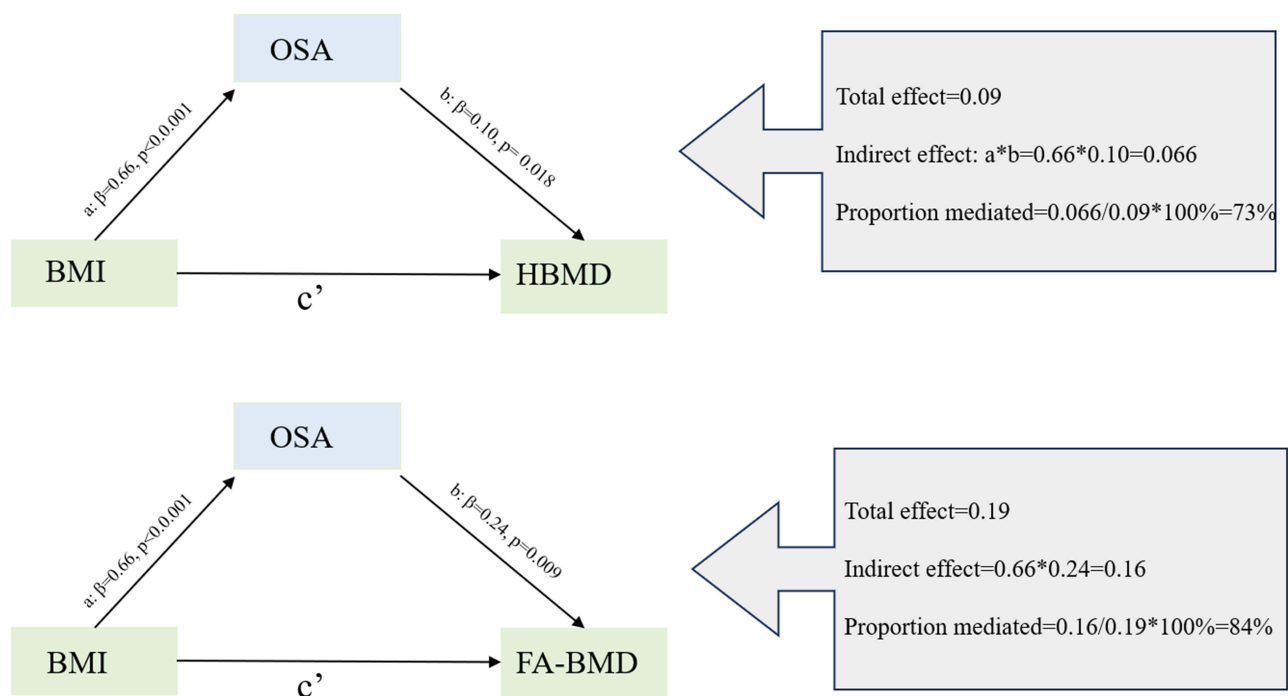 OSA
a: β=0.66, p<0.0.001
b: β=0.10, p= 0.018
BMI
HBMD
c’
Total effect=0.09
Indirect effect: a*b=0.66*0.10=0.066
Proportion mediated=0.066/0.09*100%=73%
OSA
a: β=0.66, p<0.0.001
b: β=0.24, p=0.009
BMI
FA-BMD
c’
Total effect=0.19
Indirect effect=0.66*0.24=0.16
Proportion mediated=0.16/0.19*100%=84%